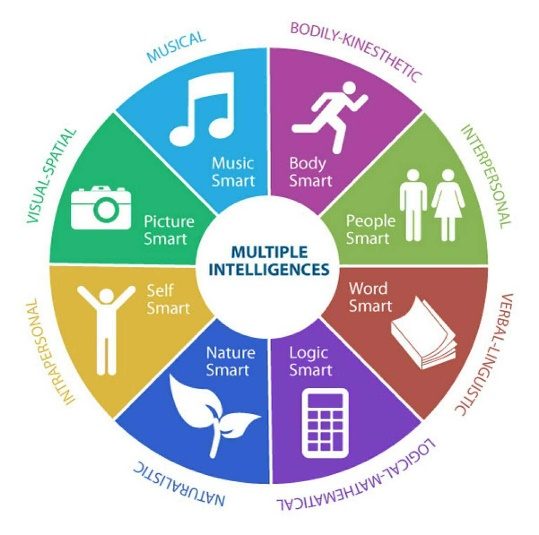 MUSICAL
BODILY-KINESTHETIC
INTERPERSONAL
VERBAL-LINGUISTIC
LOGICAL-MATHEMATICAL
NATURALISTIC
INTRAPERSONAL
VISUAL-SPATIAL
Music
Smart
Body
Smart
People
Smart
Word
Smart
Logic
Smart
Nature
Smart
Self
Smart
Picture
Smart
MULTIPLE
INTELLIGENCES